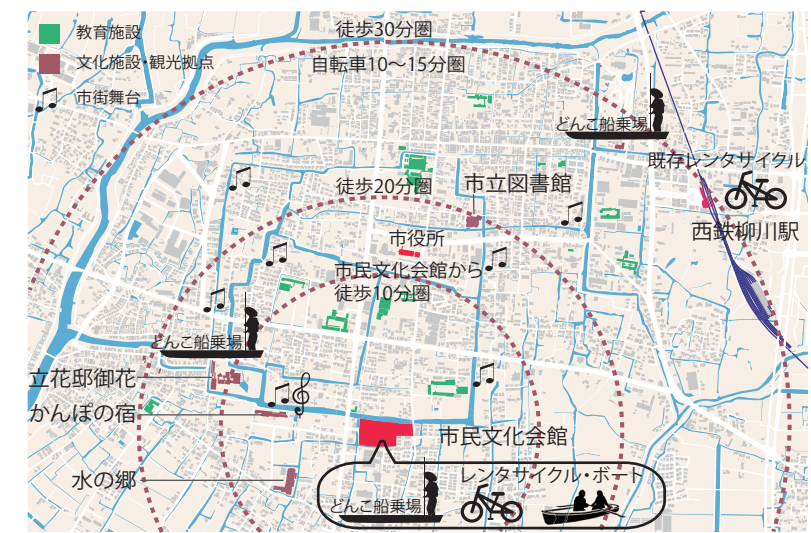 教育施設
文化施設・観光拠点
市街舞台
徒歩30分圏
自転車10〜15分圏
どんこ船乗場
既存レンタサイクル
西鉄柳川駅
徒歩20分圏
市立図書館
市役所
市民文化会館から
徒歩10分圏
どんこ船乗場
立花邸御花
かんぽの宿
水の郷
市民文化会館
レンタサイクル・ボート
どんこ船乗場